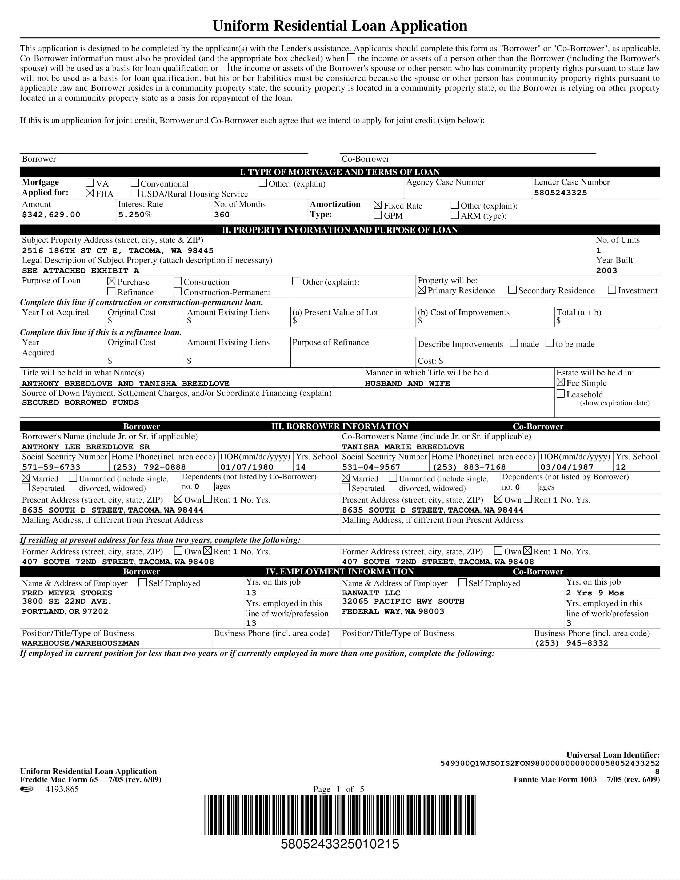 Uniform Residential Loan Application
This application is designed to be completed by the applicant(s) with the Lender's assistance. Applicants should complete this form as "Borrower" or "Co-Borrower", as applicable.
Co-Borrower information must also be provided (and the appropriate box checked) when the income or assets of a person other than the Borrower (including the Borrower's
spouse) will be used as a basis for loan qualification or the income or assets of the Borrower's spouse or other person who has community property rights pursuant to state law
will not be used as a basis for loan qualification, but his or her liabilities must be considered because the spouse or other person has community property rights pursuant to
applicable law and Borrower resides in a community property state, the security property is located in a community property state, or the Borrower is relying on other property
located in a community property state as a basis for repayment of the loan.
If this is an application for joint credit, Borrower and Co-Borrower each agree that we intend to apply for joint credit (sign below):
Borrower Co-Borrower
I. TYPE OF MORTGAGE AND TERMS OF LOAN
Mortgage VA Conventional Other: (explain) Agency Case Number Lender Case Number
Applied for: FHA USDA/Rural Housing Service 5805243325
Amount Interest Rate No. of Months Amortization Fixed Rate Other (explain):
$342,629.00 5.250% 360 Type: GPM ARM (type):
II. PROPERTY INFORMATION AND PURPOSE OF LOAN
Subject Property Address (street, city, state & ZIP) No. of Units
2516 186TH ST CT E, TACOMA, WA 98445 1
Legal Description of Subject Property (attach description if necessary) Year Built
SEE ATTACHED EXHIBIT A 2003
Purpose of Loan Purchase Construction Other (explain): Property will be:
Refinance Construction-Permanent Primary Residence Secondary Residence Investment
Complete this line if construction or construction-permanent loan.
Year Lot Acquired Original Cost Amount Existing Liens (a) Present Value of Lot (b) Cost of Improvements Total (a + b)
$ $ $ $ $
Complete this line if this is a refinance loan.
Year Original Cost Amount Existing Liens Purpose of Refinance Describe Improvements made to be made
Acquired
$ $ Cost: $
Title will be held in what Name(s) Manner in which Title will be held Estate will be held in:
ANTHONY BREEDLOVE AND TANISHA BREEDLOVE HUSBAND AND WIFE Fee Simple
Source of Down Payment, Settlement Charges, and/or Subordinate Financing (explain) Leasehold
SECURED BORROWED FUNDS (show expiration date)
Borrower III. BORROWER INFORMATION Co-Borrower
Borrower's Name (include Jr. or Sr. if applicable) Co-Borrower's Name (include Jr. or Sr. if applicable)
ANTHONY LEE BREEDLOVE SR TANISHA MARIE BREEDLOVE
Social Security Number Home Phone(incl. area code) DOB(mm/dd/yyyy) Yrs. School Social Security Number Home Phone(incl. area code) DOB(mm/dd/yyyy) Yrs. School
571-59-6733 (253) 792-0888 01/07/1980 14 531-04-9567 (253) 883-7168 03/04/1987 12
Married Unmarried (include single, Dependents (not listed by Co-Borrower) Married Unmarried (include single, Dependents (not listed by Borrower)
Separated divorced, widowed) no. 0 ages Separated divorced, widowed) no. 0 ages
Present Address (street, city, state, ZIP) Own Rent 1 No. Yrs. Present Address (street, city, state, ZIP) Own Rent 1 No. Yrs.
8635 SOUTH D STREET, TACOMA, WA 98444 8635 SOUTH D STREET, TACOMA, WA 98444
Mailing Address, if different from Present Address Mailing Address, if different from Present Address
If residing at present address for less than two years, complete the following:
Former Address (street, city, state, ZIP) Own Rent 1 No. Yrs. Former Address (street, city, state, ZIP) Own Rent 1 No. Yrs.
407 SOUTH 72ND STREET, TACOMA, WA 98408 407 SOUTH 72ND STREET, TACOMA, WA 98408
Borrower IV. EMPLOYMENT INFORMATION Co-Borrower
Name & Address of Employer Self Employed Yrs. on this job Name & Address of Employer Self Employed Yrs. on this job
FRED MEYER STORES 13 BANWAIT LLC 2 Yrs 9 Mos
3800 SE 22ND AVE. Yrs. employed in this 32065 PACIFIC HWY SOUTH Yrs. employed in this
PORTLAND, OR 97202 line of work/profession FEDERAL WAY, WA 98003 line of work/profession
13 3
Position/Title/Type of Business Business Phone (incl. area code) Position/Title/Type of Business Business Phone (incl. area code)
WAREHOUSE/WAREHOUSEMAN (253) 945-8332
If employed in current position for less than two years or if currently employed in more than one position, complete the following:
Universal Loan Identifier:
Uniform Residential Loan Application 8
Freddie Mac Form 65 7/05 (rev. 6/09) Fannie Mae Form 1003 7/05 (rev. 6/09)
4193.865 Page 1 of 5
5805243325010215